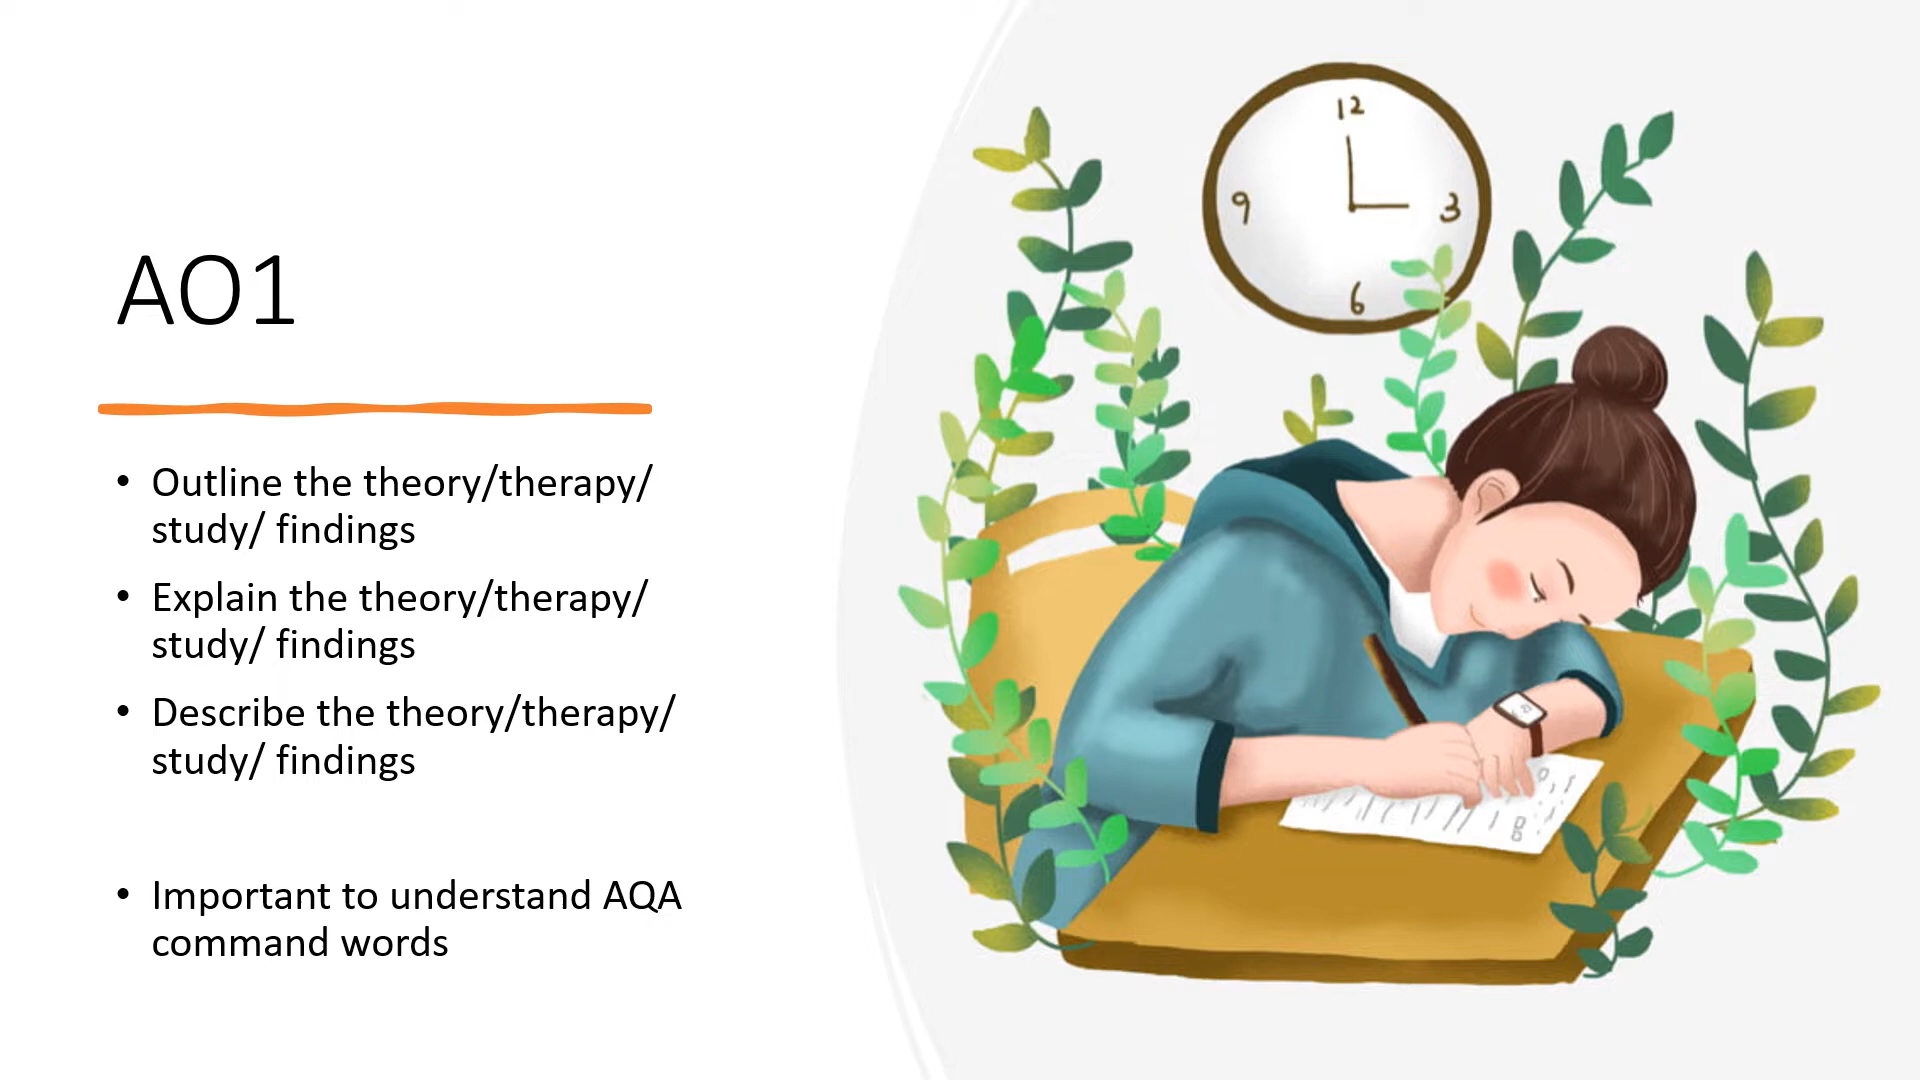 AO1
• Outline the theory/therapy/
study/ findings
• Explain the theory/therapy/
study/ findings
• Describe the theory/therapy/
study/ findings
• Important to understand AQA
command words
12
9
3
6